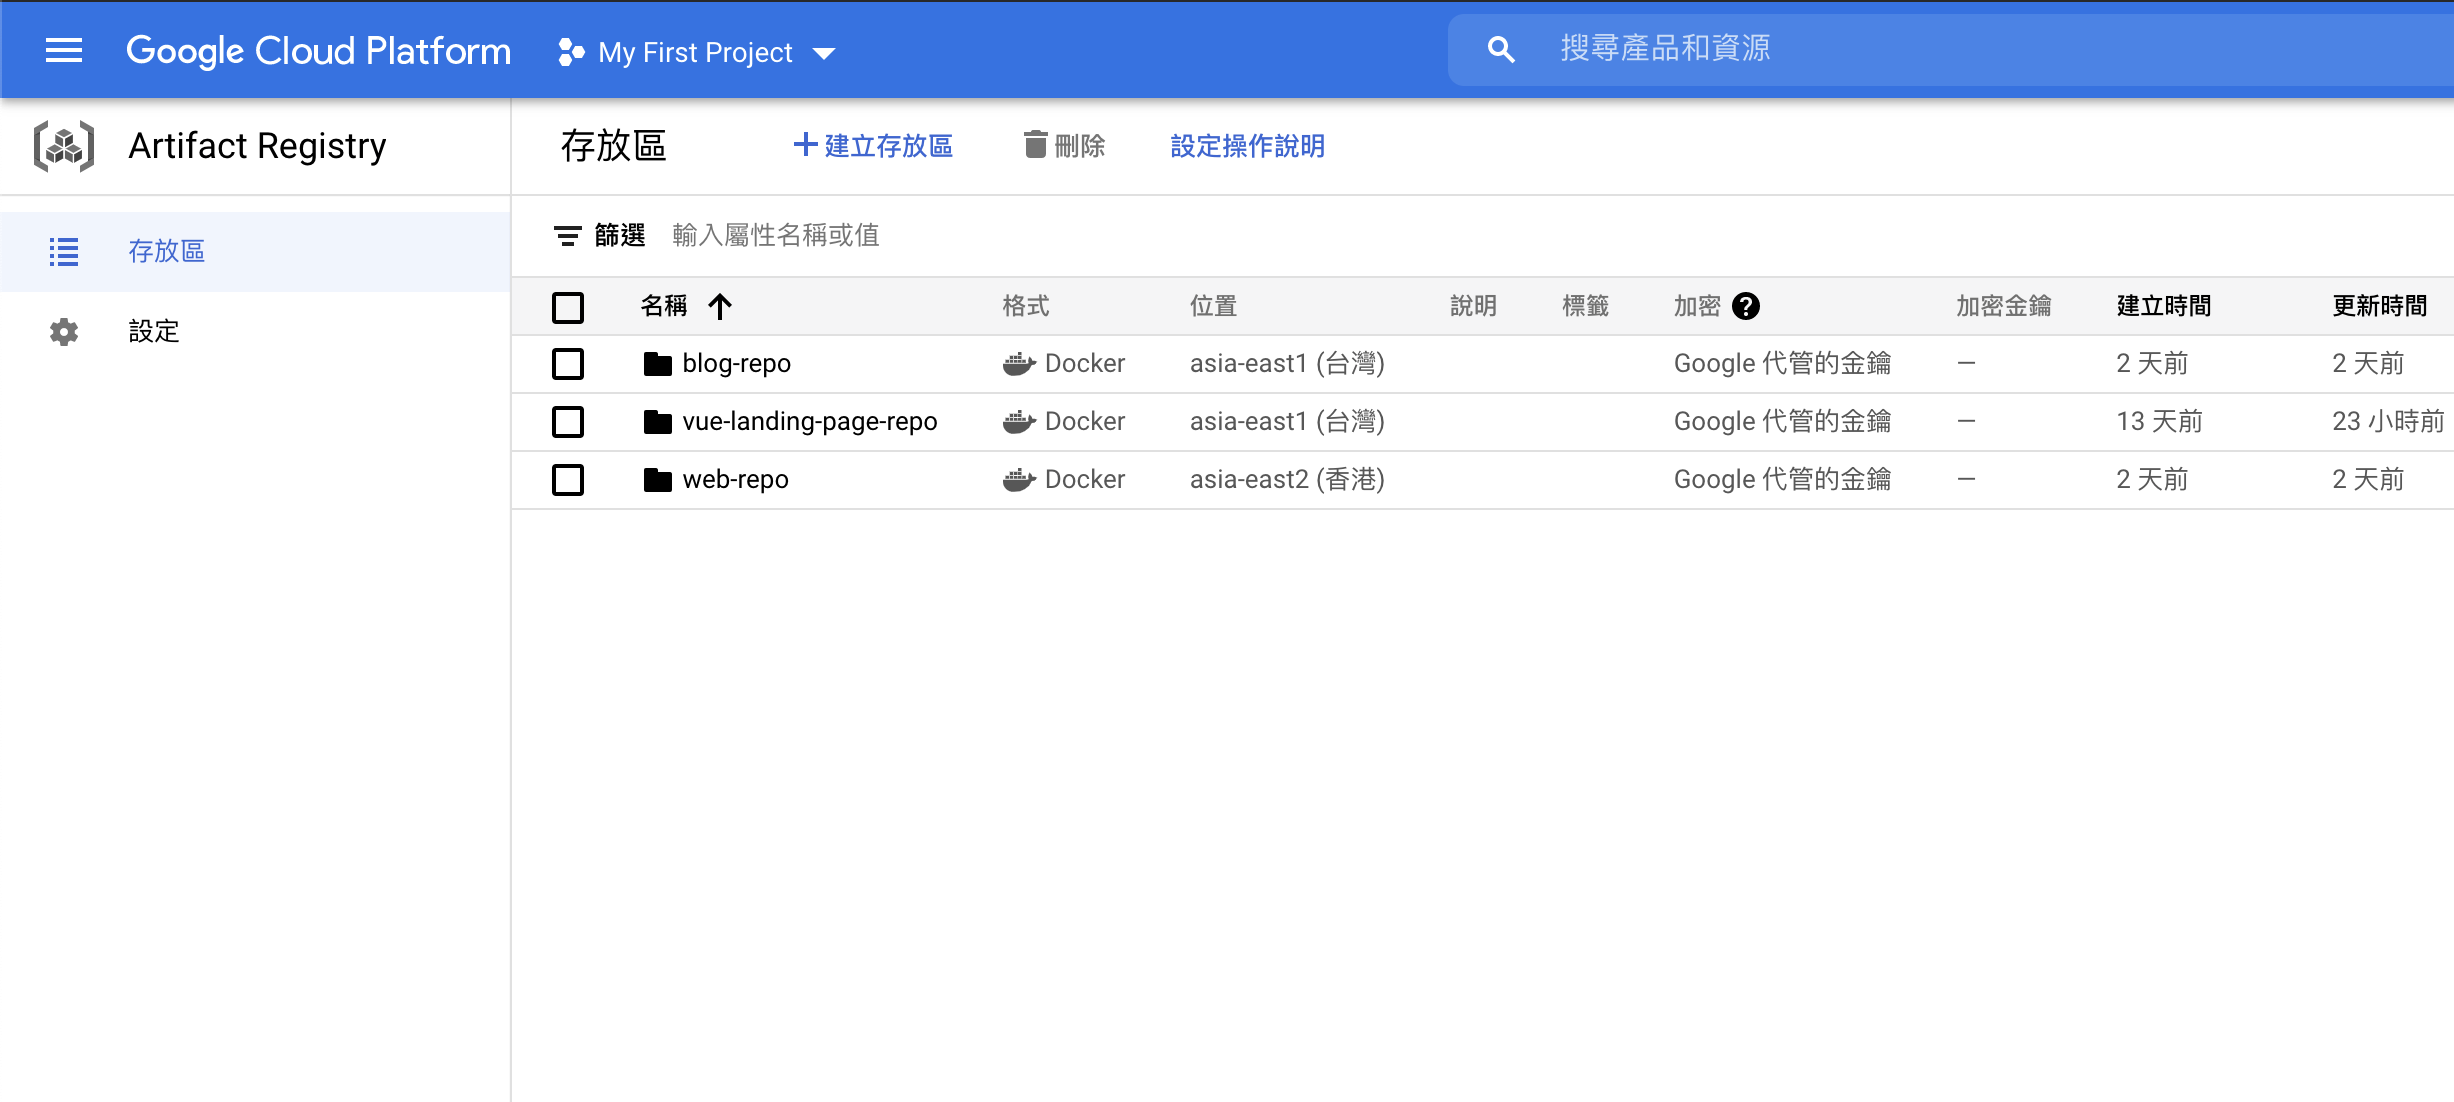 Google Cloud Platform My First Project 搜尋產品和資源
Artifact Registry
存放區
設定
存放區 建立存放區 刪除 設定操作說明
篩選 輸入屬性名稱或值
名稱 格式 位置 說明 標籤 加密 加密金鑰 建立時間 更新時間
blog-repo Docker asia-east1 (台灣) Google 代管的金鑰 — 2 天前 2 天前
vue-landing-page-repo Docker asia-east1 (台灣) Google 代管的金鑰 — 13 天前 23 小時前
web-repo Docker asia-east2 (香港) Google 代管的金鑰 — 2 天前 2 天前